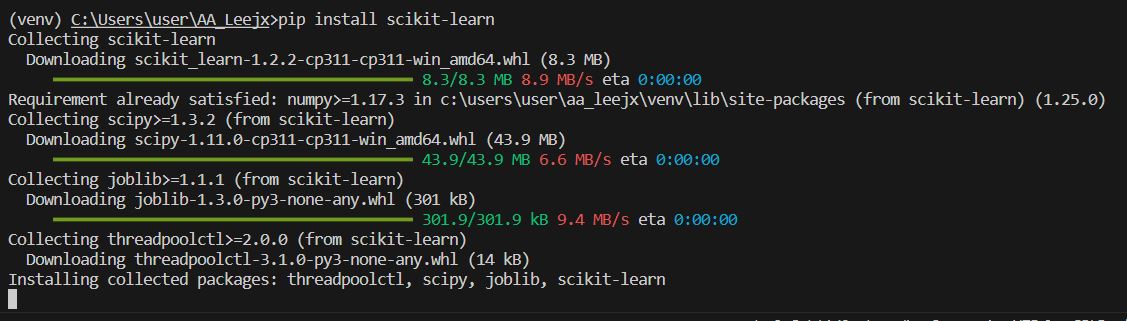 (venv) C:\Users\user\AA_Leejx>pip install scikit-learn
Collecting scikit-learn
Downloading scikit_learn-1.2.2-cp311-cp311-win_amd64.whl (8.3 MB)
8.3/8.3 MB 8.9 MB/s eta 0:00:00
Requirement already satisfied: numpy>=1.17.3 in c:\users\user\aa_leejx\venv\lib\site-packages (from scikit-learn) (1.25.0)
Collecting scipy>=1.3.2 (from scikit-learn)
Downloading scipy-1.11.0-cp311-cp311-win_amd64.whl (43.9 MB)
43.9/43.9 MB 6.6 MB/s eta 0:00:00
Collecting joblib>=1.1.1 (from scikit-learn)
Downloading joblib-1.3.0-py3-none-any.whl (301 kB)
301.9/301.9 kB 9.4 MB/s eta 0:00:00
Collecting threadpoolctl>=2.0.0 (from scikit-learn)
Downloading threadpoolctl-3.1.0-py3-none-any.whl (14 kB)
Installing collected packages: threadpoolctl, scipy, joblib, scikit-learn